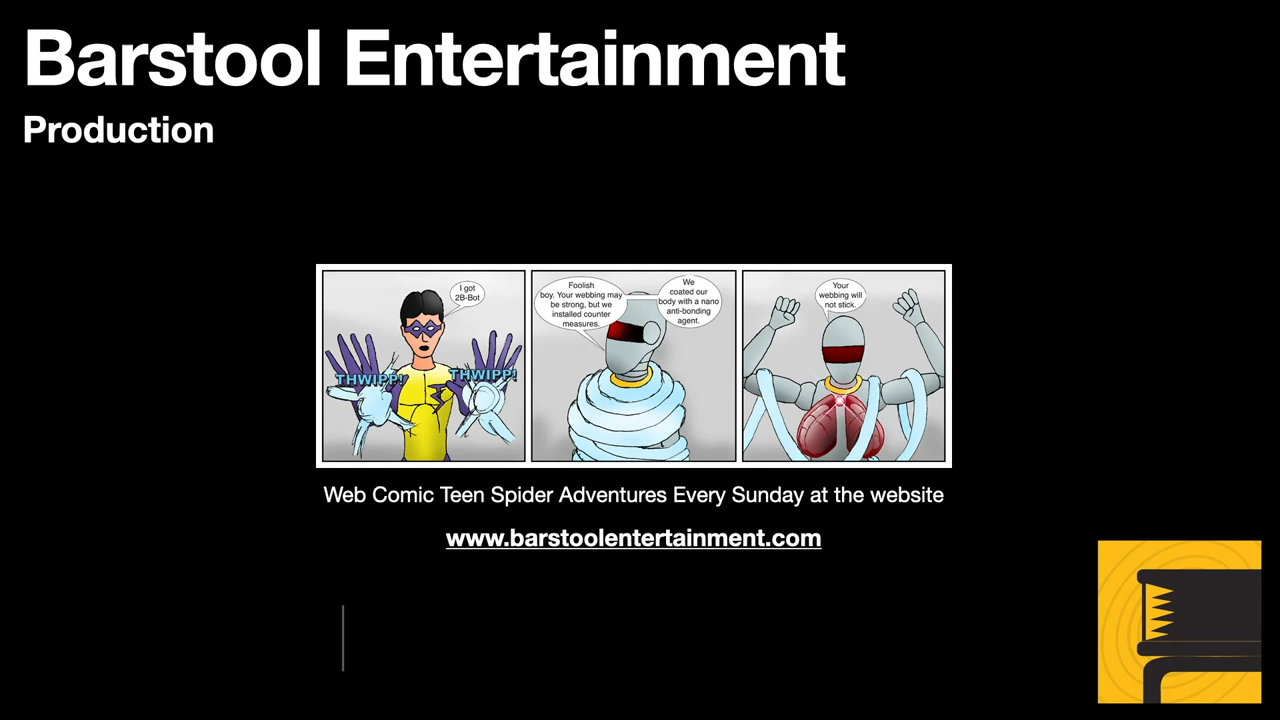 Barstool Entertainment
Production
I got
2B-Bot
THWIPP!
THWIPP!
Foolish
boy. Your webbing may
be strong, but we
installed counter
measures.
We
coated our
body with a nano
anti-bonding
agent.
Your
webbing will
not stick.
Web Comic Teen Spider Adventures Every Sunday at the website
www.barstoolentertainment.com